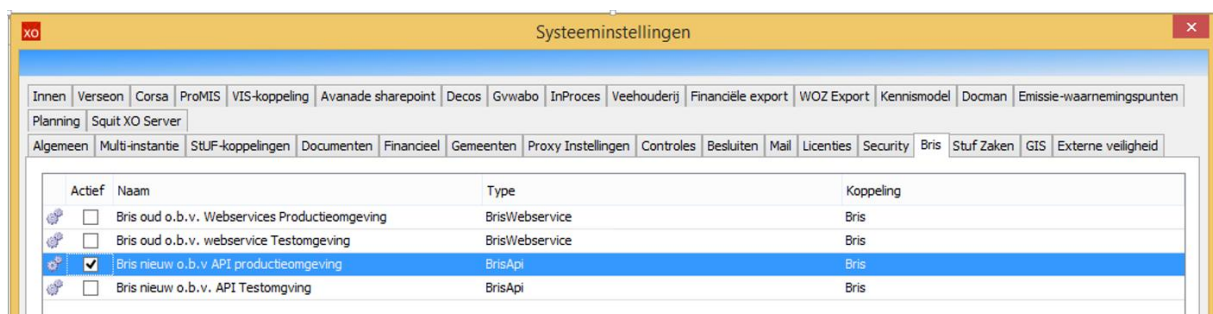 XO Systeeminstellingen x
Innen Verseon Corsa ProMIS VIS-koppeling Avanade sharepoint Decos Gvwabo InProces Veehouderij Financiële export WOZ Export Kennismodel Docman Emissie-waarnemingspunten
Planning Squit XO Server
Algemeen Multi-instantie StUF-koppelingen Documenten Financieel Gemeenten Proxy Instellingen Controles Besluiten Mail Licenties Security Bris Stuf Zaken GIS Externe veiligheid
Actief Naam Type Koppeling
Bris oud o.b.v. Webservices Productieomgeving BrisWebservice Bris
Bris oud o.b.v. webservice Testomgeving BrisWebservice Bris
Bris nieuw o.b.v API productieomgeving BrisApi Bris
Bris nieuw o.b.v. API Testomgving BrisApi Bris